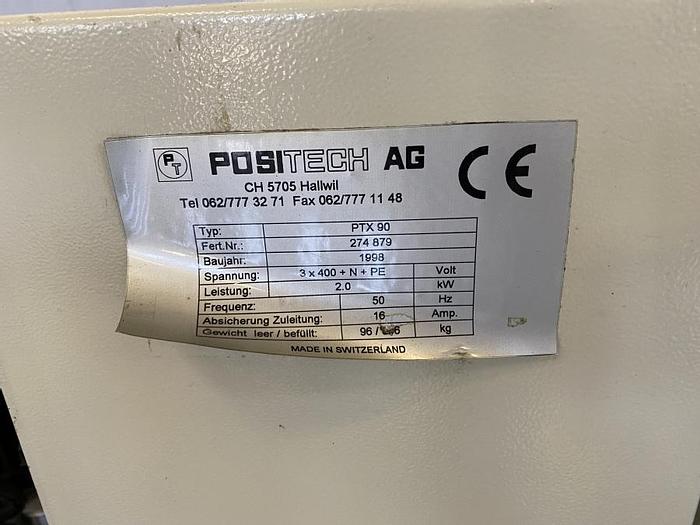 PT POSITECH AG CE
CH 5705 Hallwil
Tel 062/777 32 71 Fax 062/777 11 48
Typ: PTX 90
Fert.Nr.: 274 879
Baujahr: 1998
Spannung: 3 x 400 + N + PE Volt
Leistung: 2.0 kW
Frequenz: 50 Hz
Absicherung Zuleitung: 16 Amp.
Gewicht leer / befüllt: 96 / kg
MADE IN SWITZERLAND